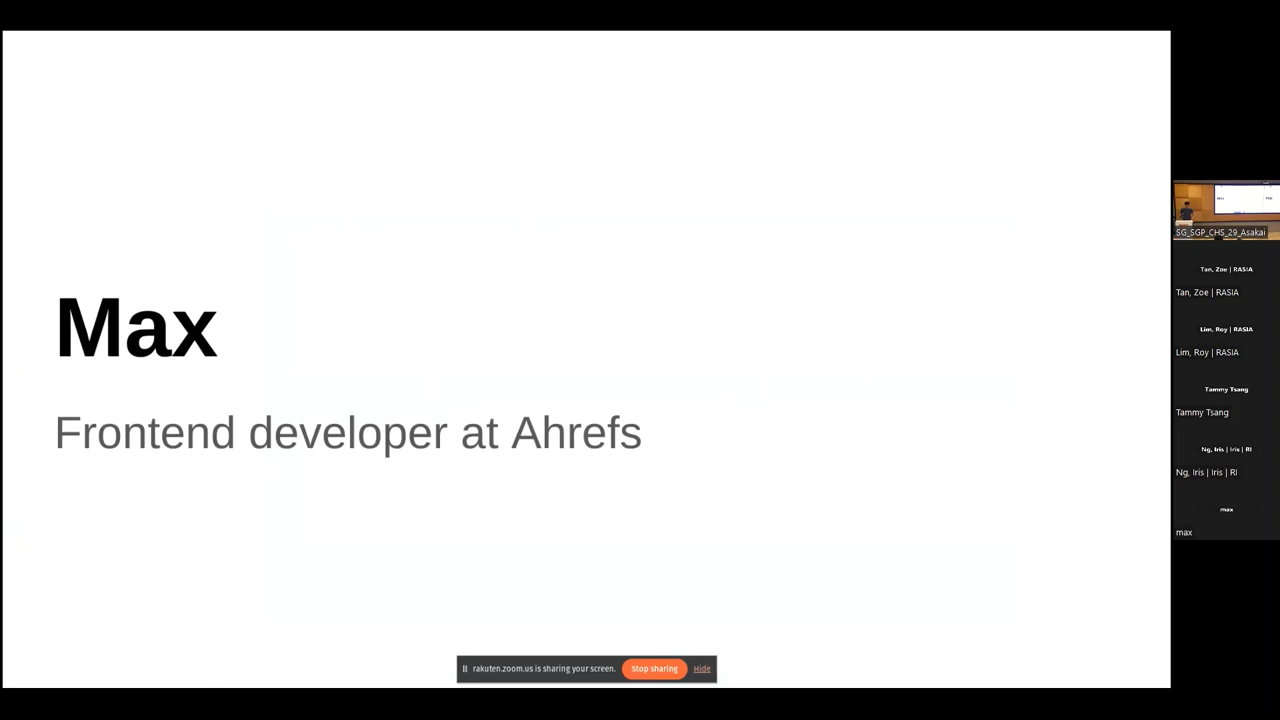 Max
Frontend developer at Ahrefs
rakuten.zoom.us is sharing your screen.
Stop sharing
Hide
SG_SGP_CHS_29_Asakai
Tan, Zoe | RASIA
Tan, Zoe | RASIA
Lim, Roy | RASIA
Lim, Roy | RASIA
Tammy Tsang
Tammy Tsang
Ng, Iris | Iris | RI
Ng, Iris | Iris | RI
max
max